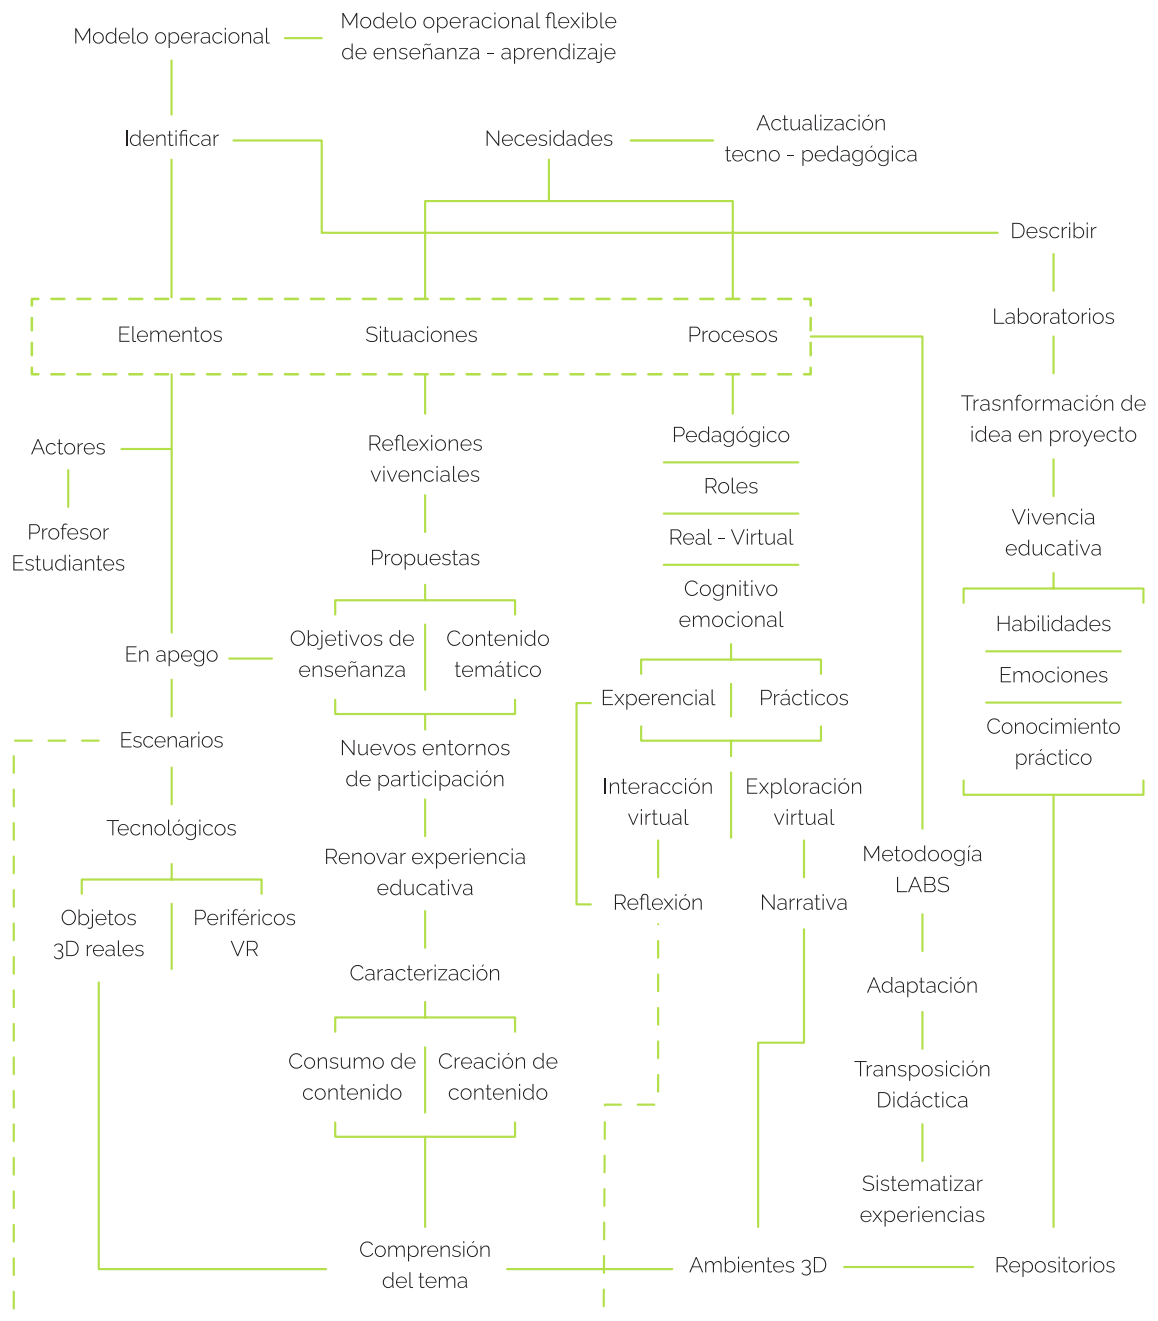 Modelo operacional
Modelo operacional flexible
de enseñanza - aprendizaje
Identificar
Necesidades
Actualización
tecno - pedagógica
Describir
Laboratorios
Trasnformación de
idea en proyecto
Vivencia
educativa
Habilidades
Emociones
Conocimiento
práctico
Elementos
Situaciones
Procesos
Actores
Profesor
Estudiantes
En apego
Escenarios
Tecnológicos
Objetos
3D reales
Periféricos
VR
Reflexiones
vivenciales
Propuestas
Objetivos de
enseñanza
Contenido
temático
Nuevos entornos
de participación
Renovar experiencia
educativa
Caracterización
Consumo de
contenido
Creación de
contenido
Comprensión
del tema
Pedagógico
Roles
Real - Virtual
Cognitivo
emocional
Experencial
Prácticos
Interacción
virtual
Exploración
virtual
Reflexión
Narrativa
Metodoogía
LABS
Adaptación
Transposición
Didáctica
Sistematizar
experiencias
Ambientes 3D
Repositorios